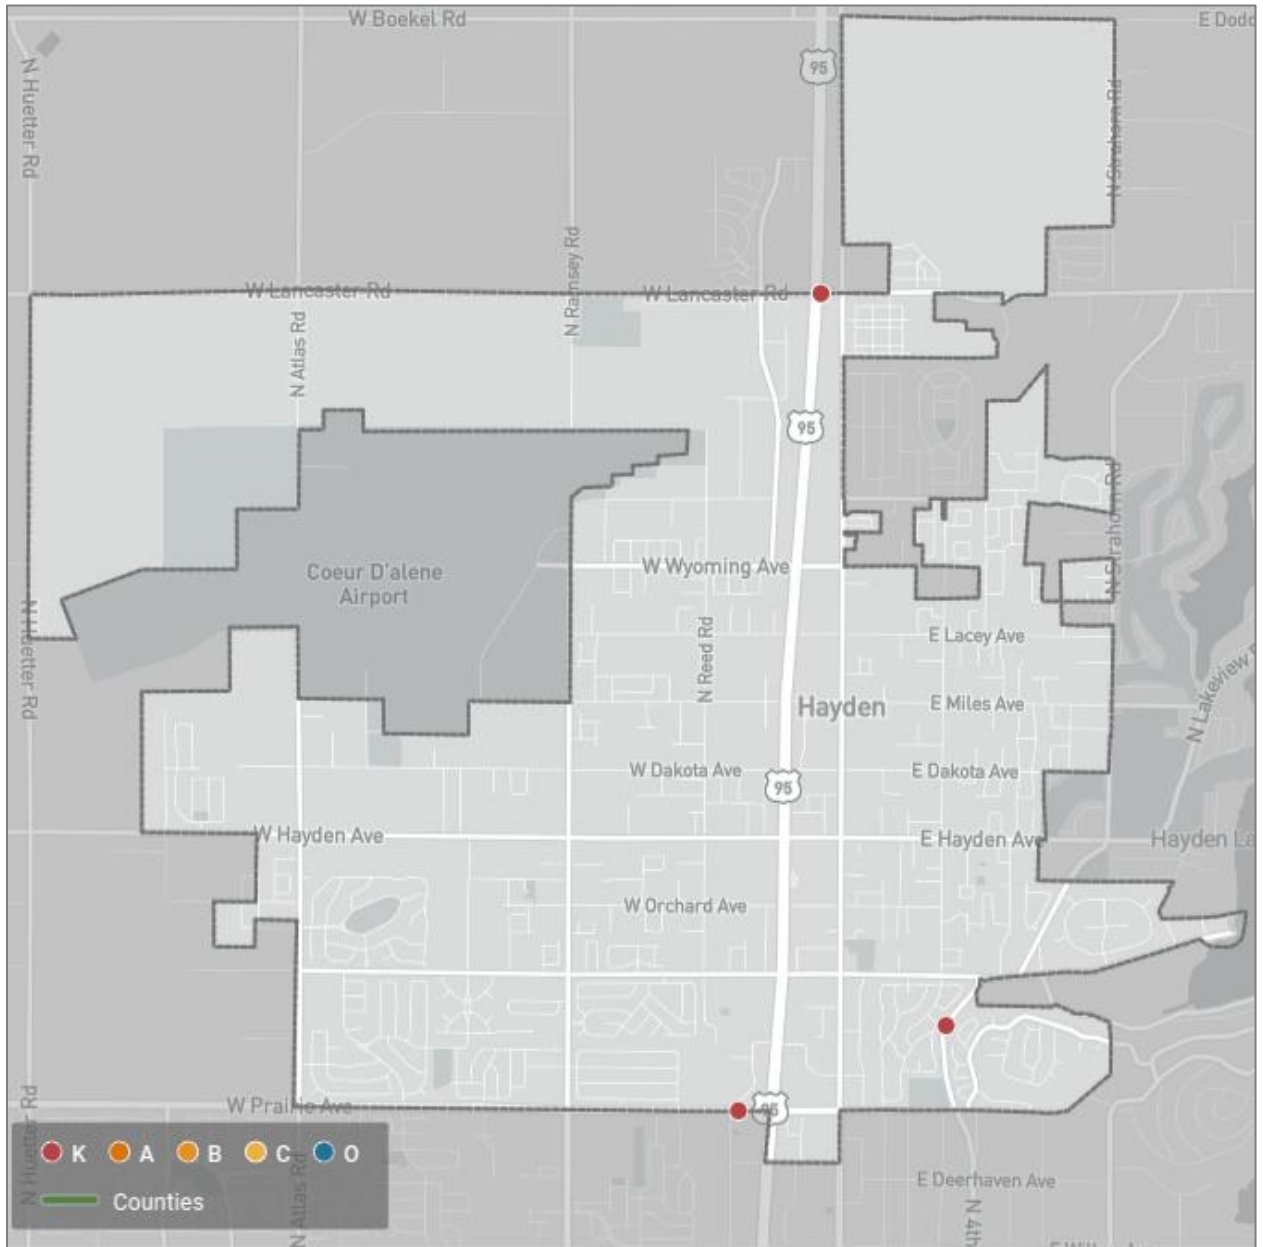 W Boekel Rd
E Dodd
N Huetter Rd
95
N Strahorn Rd
N Ramsey Rd
W Lancaster Rd
W Lancaster Rd
N Atlas Rd
95
Coeur D'alene
Airport
W Wyoming Ave
N Strahorn Rd
N Huetter Rd
N Reed Rd
E Lacey Ave
Hayden
E Miles Ave
N Lakeview
W Dakota Ave
E Dakota Ave
95
W Hayden Ave
E Hayden Ave
Hayden La
W Orchard Ave
N Huetter Rd
W Prairie Ave
95
K A B C O
Counties
N Atlas Rd
E Deerhaven Ave
N 4th